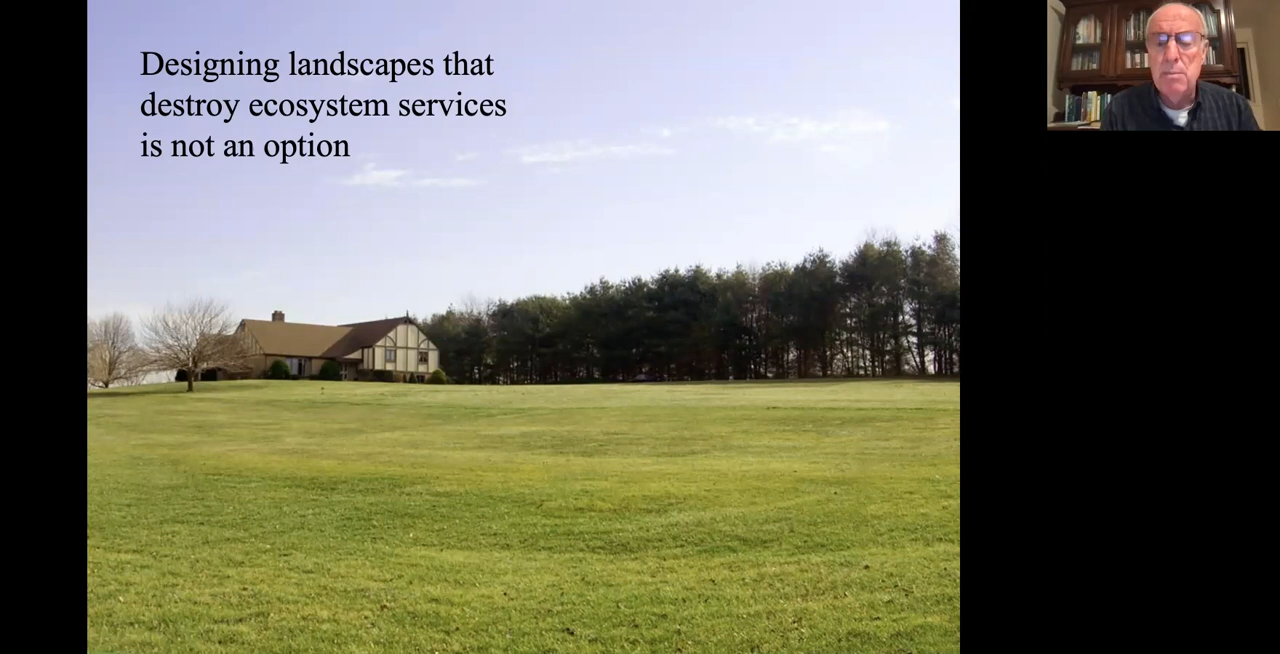 Designing landscapes that
destroy ecosystem services
is not an option